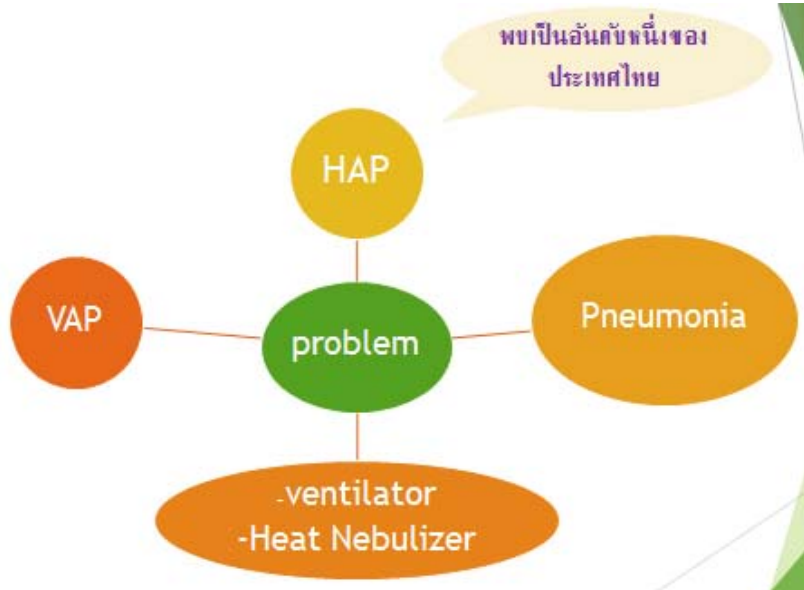 พบเป็นอันดับหนึ่งของ
ประเทศไทย
HAP
VAP
problem
Pneumonia
-ventilator
-Heat Nebulizer